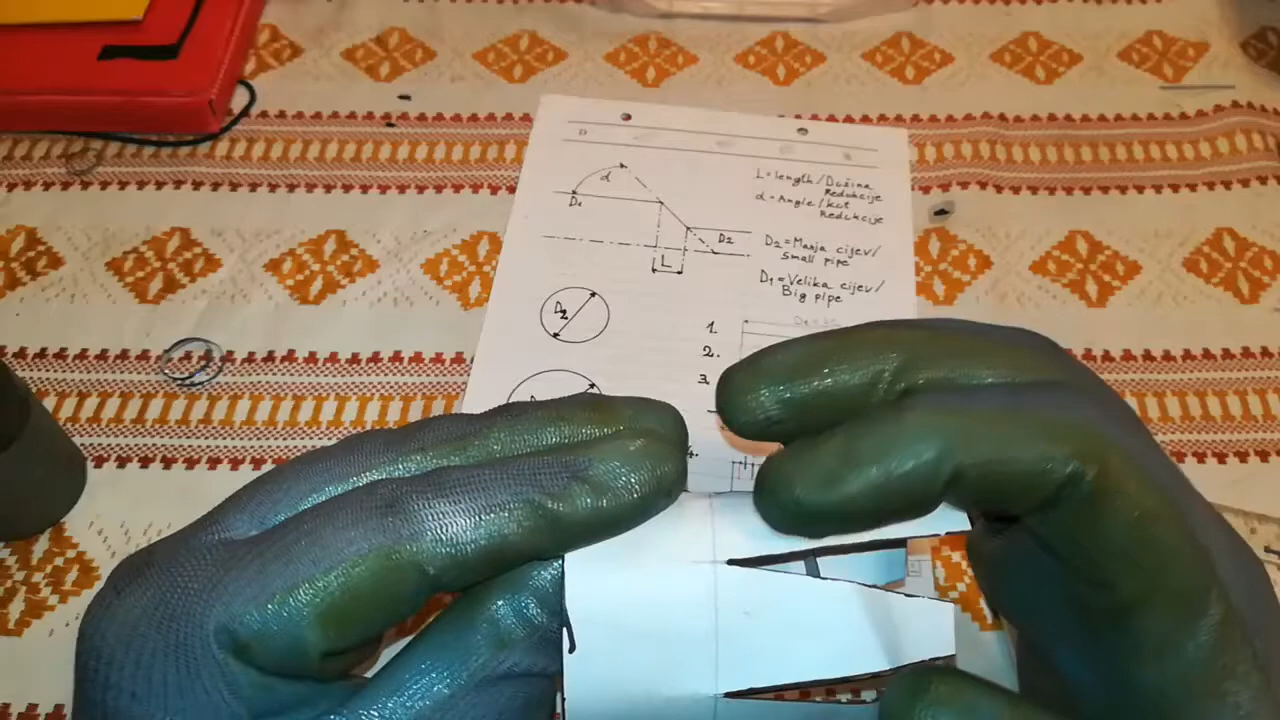 α
D1
D2
L
L=length/Dužina
Redukcije
α=Angle/kut
Redukcije
D2=Manja cijev/
small pipe
D1=Velika cijev/
Big pipe
D2
1.
2.
3.
4.